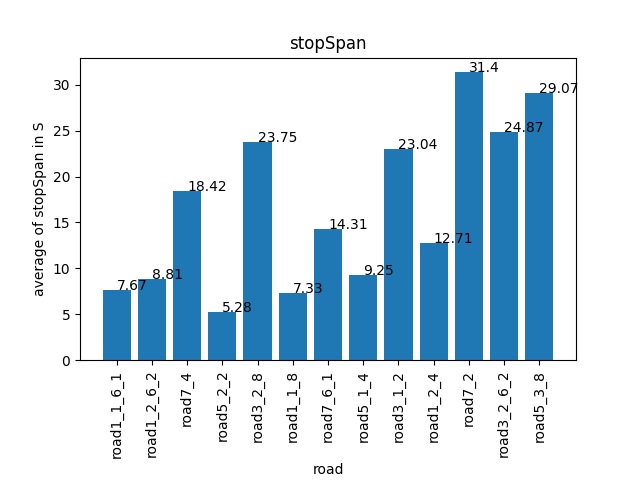 stopSpan
average of stopSpan in S
30
25
20
15
10
5
0
7.67
8.81
18.42
5.28
23.75
7.33
14.31
9.25
23.04
12.71
31.4
24.87
29.07
road1_1_6_1
road1_2_6_2
road7_4
road5_2_2
road3_2_8
road1_1_8
road7_6_1
road5_1_4
road3_1_2
road1_2_4
road7_2
road3_2_6_2
road5_3_8
road